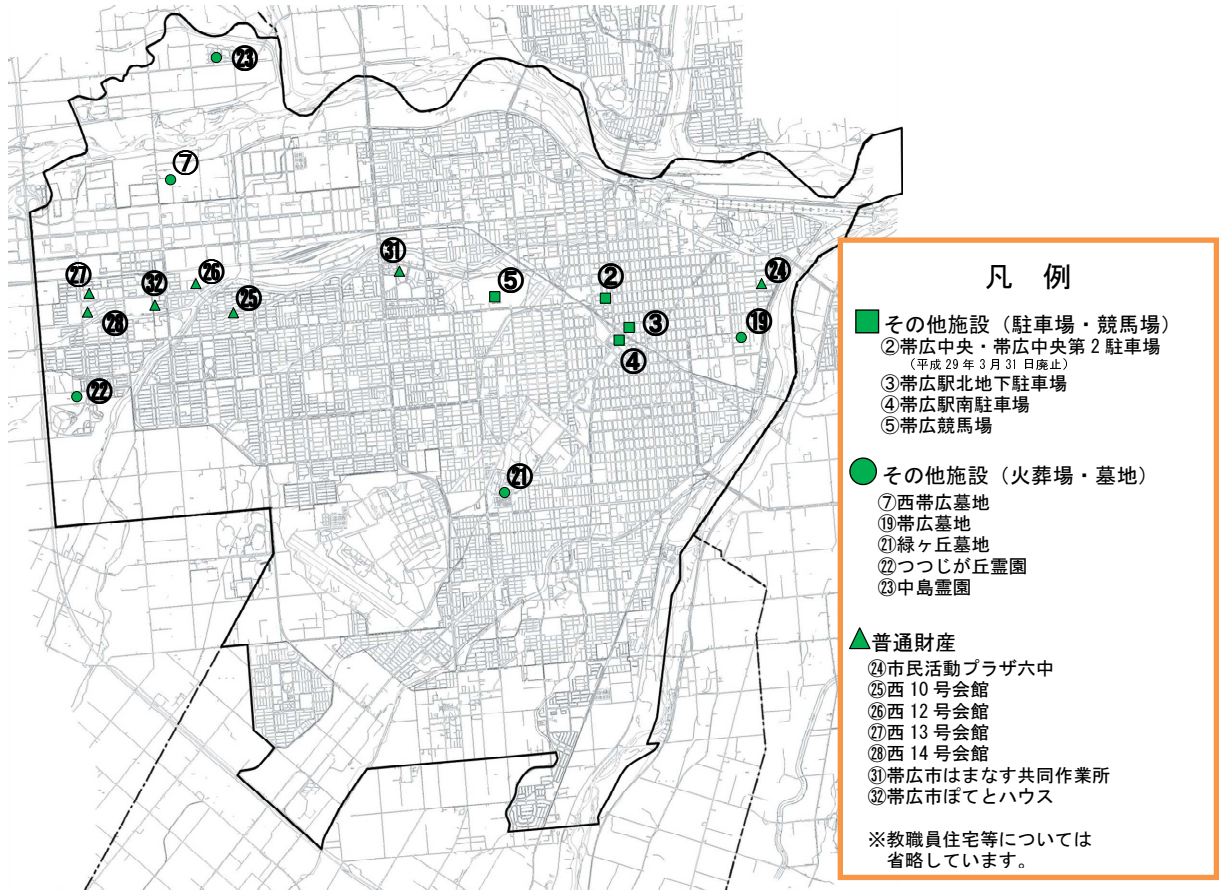 ㉓
⑦
㉛
㉗
㉜
㉖
㉕
㉘
⑤
②
㉔
③
④
⑲
㉒
㉑
凡 例
その他施設（駐車場・競馬場）
②帯広中央・帯広中央第２駐車場
（平成 29 年 3 月 31 日廃止）
③帯広駅北地下駐車場
④帯広駅南駐車場
⑤帯広競馬場
その他施設（火葬場・墓地）
⑦西帯広墓地
⑲帯広墓地
㉑緑ヶ丘墓地
㉒つつじが丘霊園
㉓中島霊園
普通財産
㉔市民活動プラザ六中
㉕西 10 号会館
㉖西 12 号会館
㉗西 13 号会館
㉘西 14 号会館
㉛帯広市はまなす共同作業所
㉜帯広市ぽてとハウス
※教職員住宅等については
省略しています。